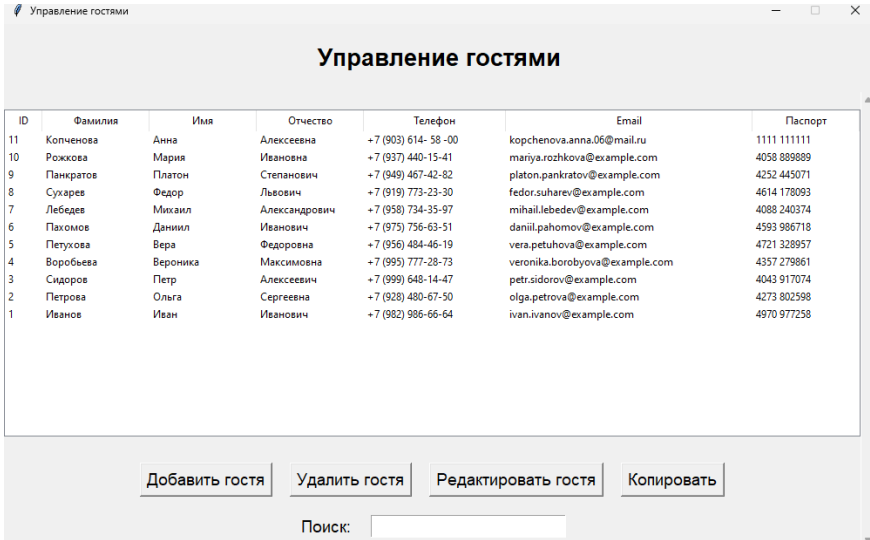 Управление гостями
Управление гостями
ID Фамилия Имя Отчество Телефон Email Паспорт
11 Копченова Анна Алексеевна +7 (903) 614- 58 -00 kopchenova.anna.06@mail.ru 1111 111111
10 Рожкова Мария Ивановна +7 (937) 440-15-41 mariya.rozhkova@example.com 4058 889889
9 Панкратов Платон Степанович +7 (949) 467-42-82 platon.pankratov@example.com 4252 445071
8 Сухарев Федор Львович +7 (919) 773-23-30 fedor.suharev@example.com 4614 178093
7 Лебедев Михаил Александрович +7 (958) 734-35-97 mihail.lebedev@example.com 4088 240374
6 Пахомов Даниил Иванович +7 (975) 756-63-51 daniil.pahomov@example.com 4593 986718
5 Петухова Вера Федоровна +7 (956) 484-46-19 vera.petuhova@example.com 4721 328957
4 Воробьева Вероника Максимовна +7 (995) 777-28-73 veronika.borobyova@example.com 4357 279861
3 Сидоров Петр Алексеевич +7 (999) 648-14-47 petr.sidorov@example.com 4043 917074
2 Петрова Ольга Сергеевна +7 (928) 480-67-50 olga.petrova@example.com 4273 802598
1 Иванов Иван Иванович +7 (982) 986-66-64 ivan.ivanov@example.com 4970 977258
Добавить гостя Удалить гостя Редактировать гостя Копировать
Поиск: